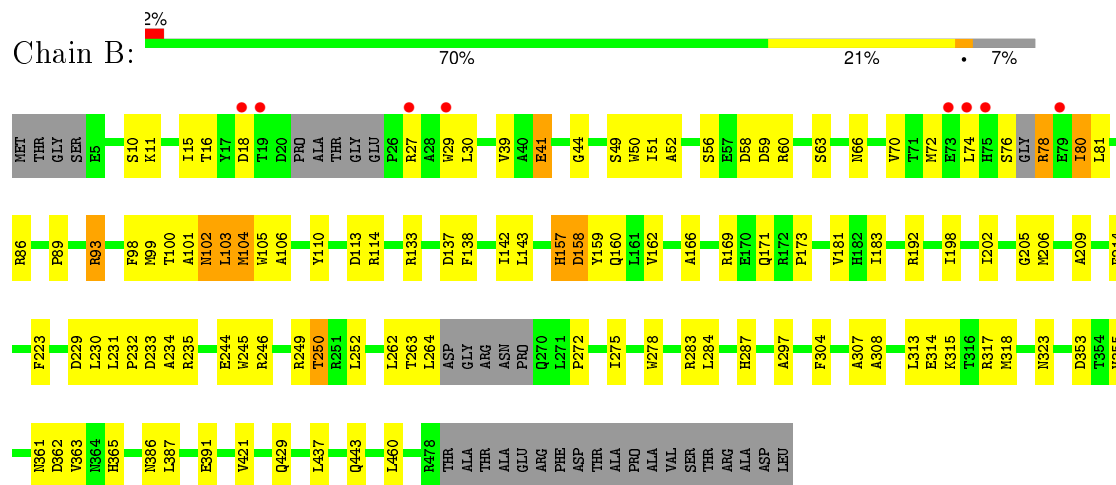 2%
Chain B:
70% 21% • 7%
MET THR GLY SER E5 S10 K11 I15 T16 Y17 D18 T19 D20 PRO ALA THR GLY GLU P26 R27 A28 W29 L30 V39 A40 E41 G44 S49 W50 I51 A52 S56 E57 D58 D59 R60 S63 N66 V70 T71 M72 E73 L74 H75 S76 GLY R78 E79 I80 L81
R86 P89 R93 F98 M99 T100 A101 N102 L103 M104 W105 A106 Y110 D113 R114 R133 D137 F138 I142 L143 H157 D158 Y159 Q160 L161 V162 A166 R169 E170 Q171 R172 P173 V181 H182 I183 R192 I198 I202 G205 M206 A209
F223 D229 L230 L231 P232 D233 A234 R235 E244 W245 R246 R249 T250 R251 L252 L262 T263 L264 ASP GLY ARG ASN PRO Q270 L271 P272 I275 W278 R283 L284 H287 A297 F304 A307 A308 L313 E314 K315 T316 R317 M318 N323 D353 T354
N361 D362 V363 N364 H365 N386 L387 E391 V421 Q429 L437 Q443 L460 R478 THR ALA THR ALA GLU ARG PHE ASP THR ALA PRO ALA VAL SER THR ARG ALA ASP LEU